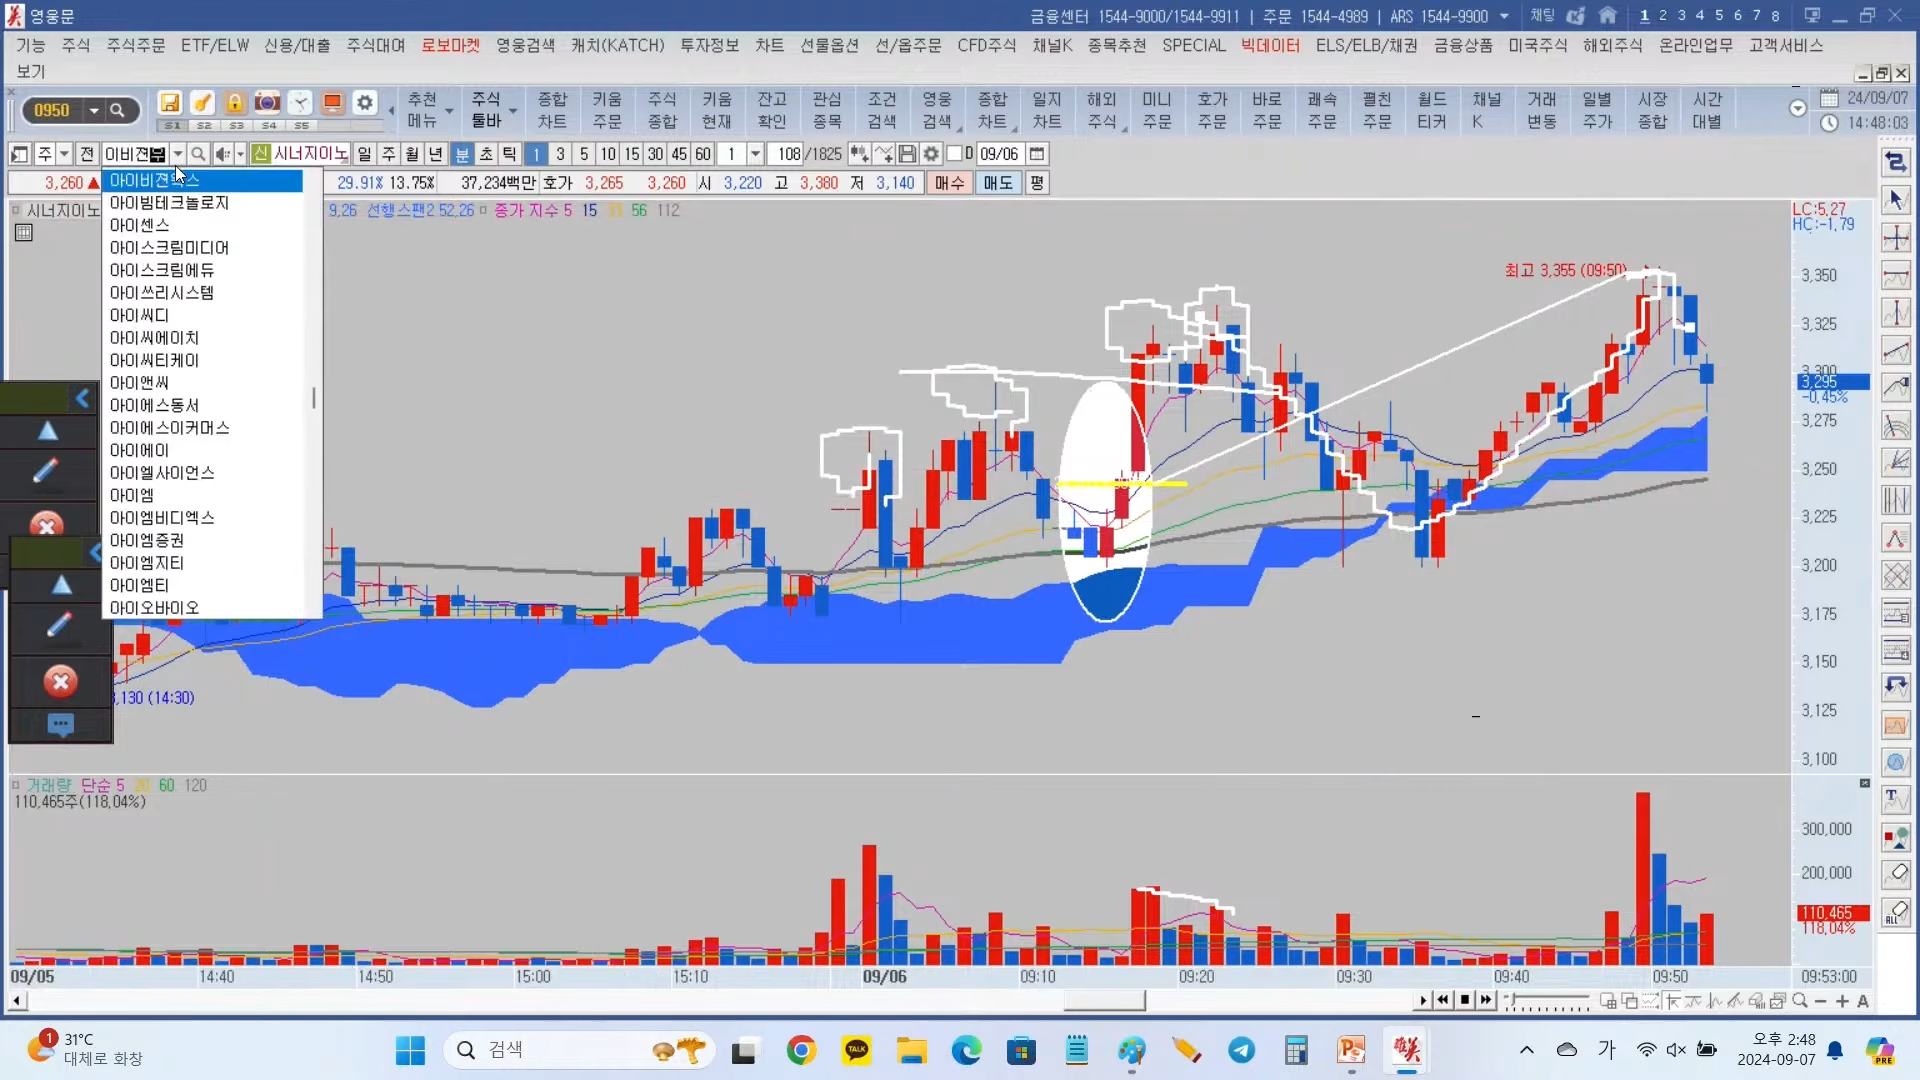 영웅문
금융센터 1544-9000/1544-9911 | 주문 1544-4989 | ARS 1544-9900 채팅 1 2 3 4 5 6 7 8
기능 주식 주식주문 ETF/ELW 신용/대출 주식대여 로보마켓 영웅검색 캐치(KATCH) 투자정보 차트 선물옵션 선/옵주문 CFD주식 채널K 종목추천 SPECIAL 빅데이터 ELS/ELB/채권 금융상품 미국주식 해외주식 온라인업무 고객서비스
보기
0950 추천 주식 종합 키움 주식 키움 잔고 관심 조건 영웅 종합 일지 해외 미니 호가 바로 쾌속 펼친 월드 채널 거래 일별 시장 시간 24/09/07
S1 S2 S3 S4 S5 메뉴 툴바 차트 주문 종합 현재 확인 종목 검색 검색 차트 차트 주식 주문 주문 주문 주문 주문 티커 K 변동 주가 종합 대별 14:48:03
주 전 이비젼 신 시너지이노 일 주 월 년 분 초 틱 1 3 5 10 15 30 45 60 1 108 /1825 D 09/06
3,260 ▲ 29.91% 13.75% 37,234백만 호가 3,265 3,260 시 3,220 고 3,380 저 3,140 매수 매도 평
시너지이노 9,26 선행스팬2 52,26 종가 지수 5 15 33 56 112
LC:5,27
HC:-1,79
아이비젼웍스
아이빔테크놀로지
아이센스
아이스크림미디어
아이스크림에듀
아이쓰리시스템
아이씨디
아이씨에이치
아이씨티케이
아이앤씨
아이에스동서
아이에스이커머스
아이에이
아이엘사이언스
아이엠
아이엠비디엑스
아이엠증권
아이엠지티
아이엠티
아이오바이오
최고 3,355 (09:50)
3,350
3,325
3,300
3,295
-0,45%
3,275
3,250
3,225
3,200
3,175
3,150
3,125
3,100
3,130 (14:30)
거래량 단순 5 20 60 120
110,465주(118,04%)
300,000
200,000
110,465
118,04%
09/05 14:40 14:50 15:00 15:10 09/06 09:10 09:20 09:30 09:40 09:50 09:53:00
A
T
ALL
1
31°C
대체로 화창
검색
TALK
가
오후 2:48
2024-09-07
PRE